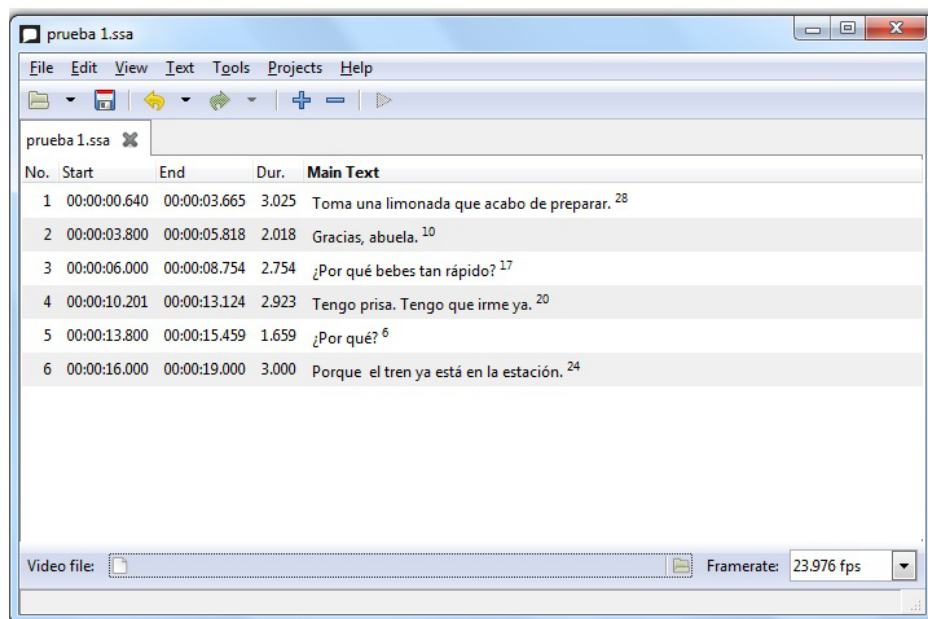 prueba 1.ssa
File Edit View Text Tools Projects Help
prueba 1.ssa
No. Start End Dur. Main Text
1 00:00:00.640 00:00:03.665 3.025 Toma una limonada que acabo de preparar. 28
2 00:00:03.800 00:00:05.818 2.018 Gracias, abuela. 10
3 00:00:06.000 00:00:08.754 2.754 ¿Por qué bebes tan rápido? 17
4 00:00:10.201 00:00:13.124 2.923 Tengo prisa. Tengo que irme ya. 20
5 00:00:13.800 00:00:15.459 1.659 ¿Por qué? 6
6 00:00:16.000 00:00:19.000 3.000 Porque  el tren ya está en la estación. 24
Video file: Framerate: 23.976 fps